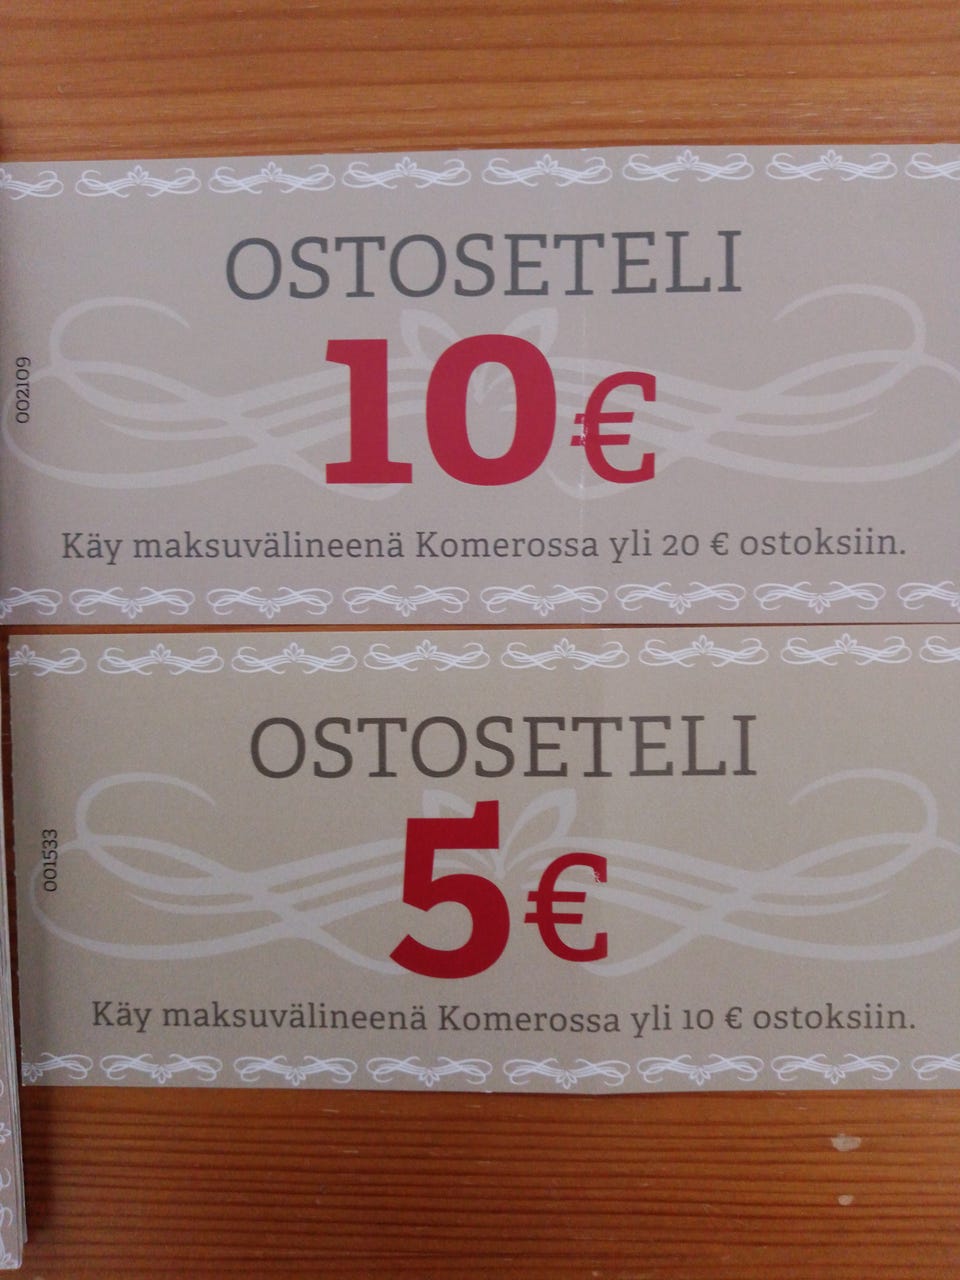 OSTOSETELI
10€
002109
Käy maksuvälineenä Komerossa yli 20 € ostoksiin.
OSTOSETELI
5€
001533
Käy maksuvälineenä Komerossa yli 10 € ostoksiin.